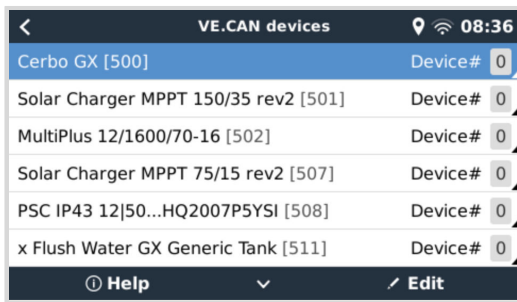 VE.CAN devices 08:36
Cerbo GX [500] Device# 0
Solar Charger MPPT 150/35 rev2 [501] Device# 0
MultiPlus 12/1600/70-16 [502] Device# 0
Solar Charger MPPT 75/15 rev2 [507] Device# 0
PSC IP43 12|50...HQ2007P5YSI [508] Device# 0
x Flush Water GX Generic Tank [511] Device# 0
Help Edit